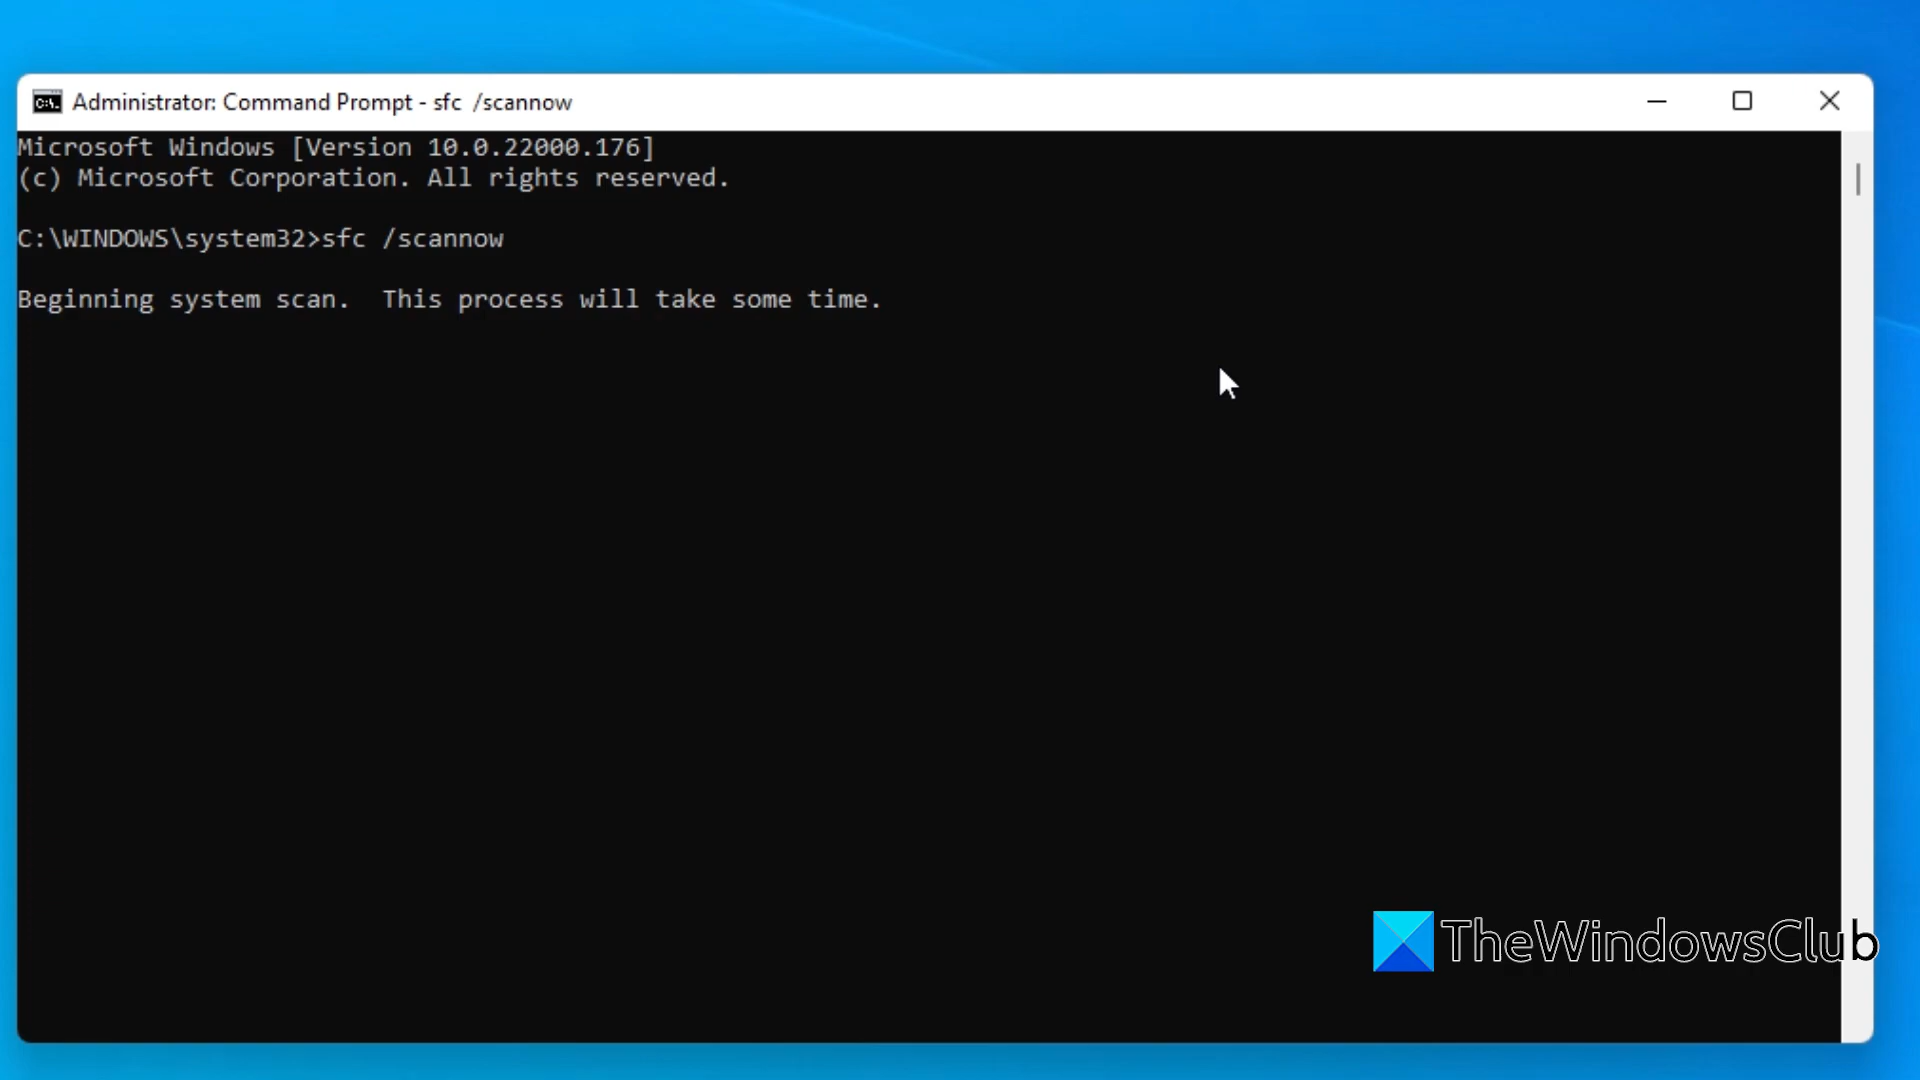 Administrator: Command Prompt - sfc  /scannow
Microsoft Windows [Version 10.0.22000.176]
(c) Microsoft Corporation. All rights reserved.
C:\WINDOWS\system32>sfc /scannow
Beginning system scan.  This process will take some time.
TheWindowsClub